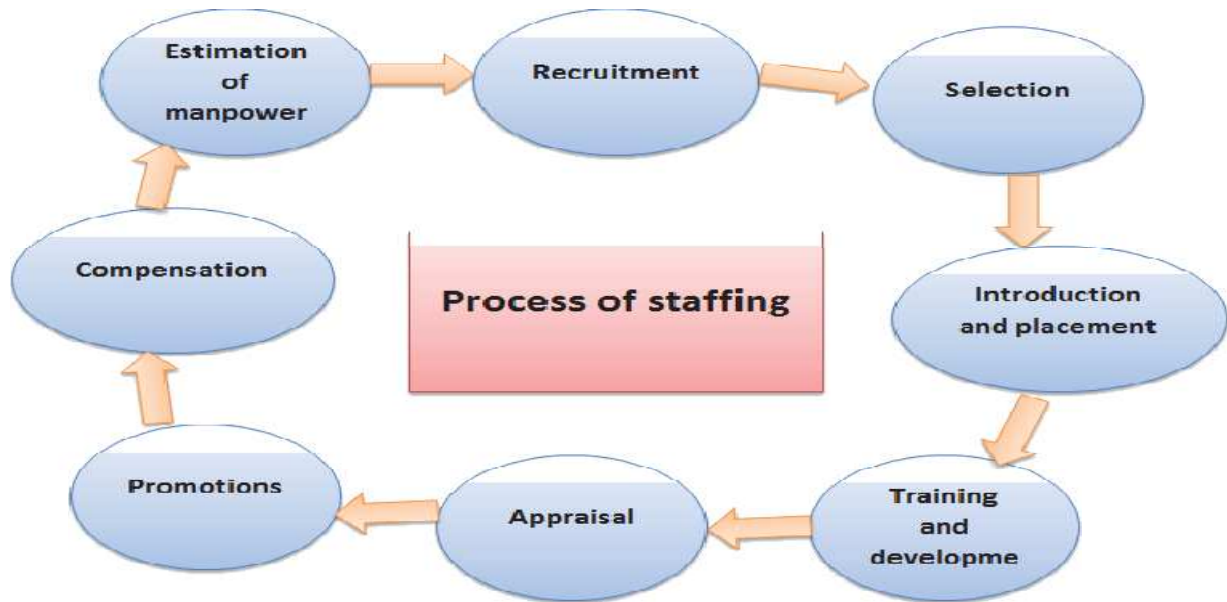 Estimation
of
manpower
Recruitment
Selection
Introduction
and placement
Training
and
developme
Appraisal
Promotions
Compensation
Process of staffing